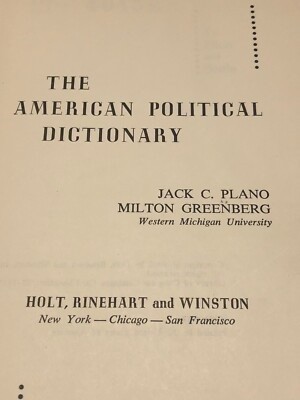 THE
AMERICAN POLITICAL
DICTIONARY
JACK C. PLANO
MILTON GREENBERG
Western Michigan University
HOLT, RINEHART and WINSTON
New York — Chicago — San Francisco